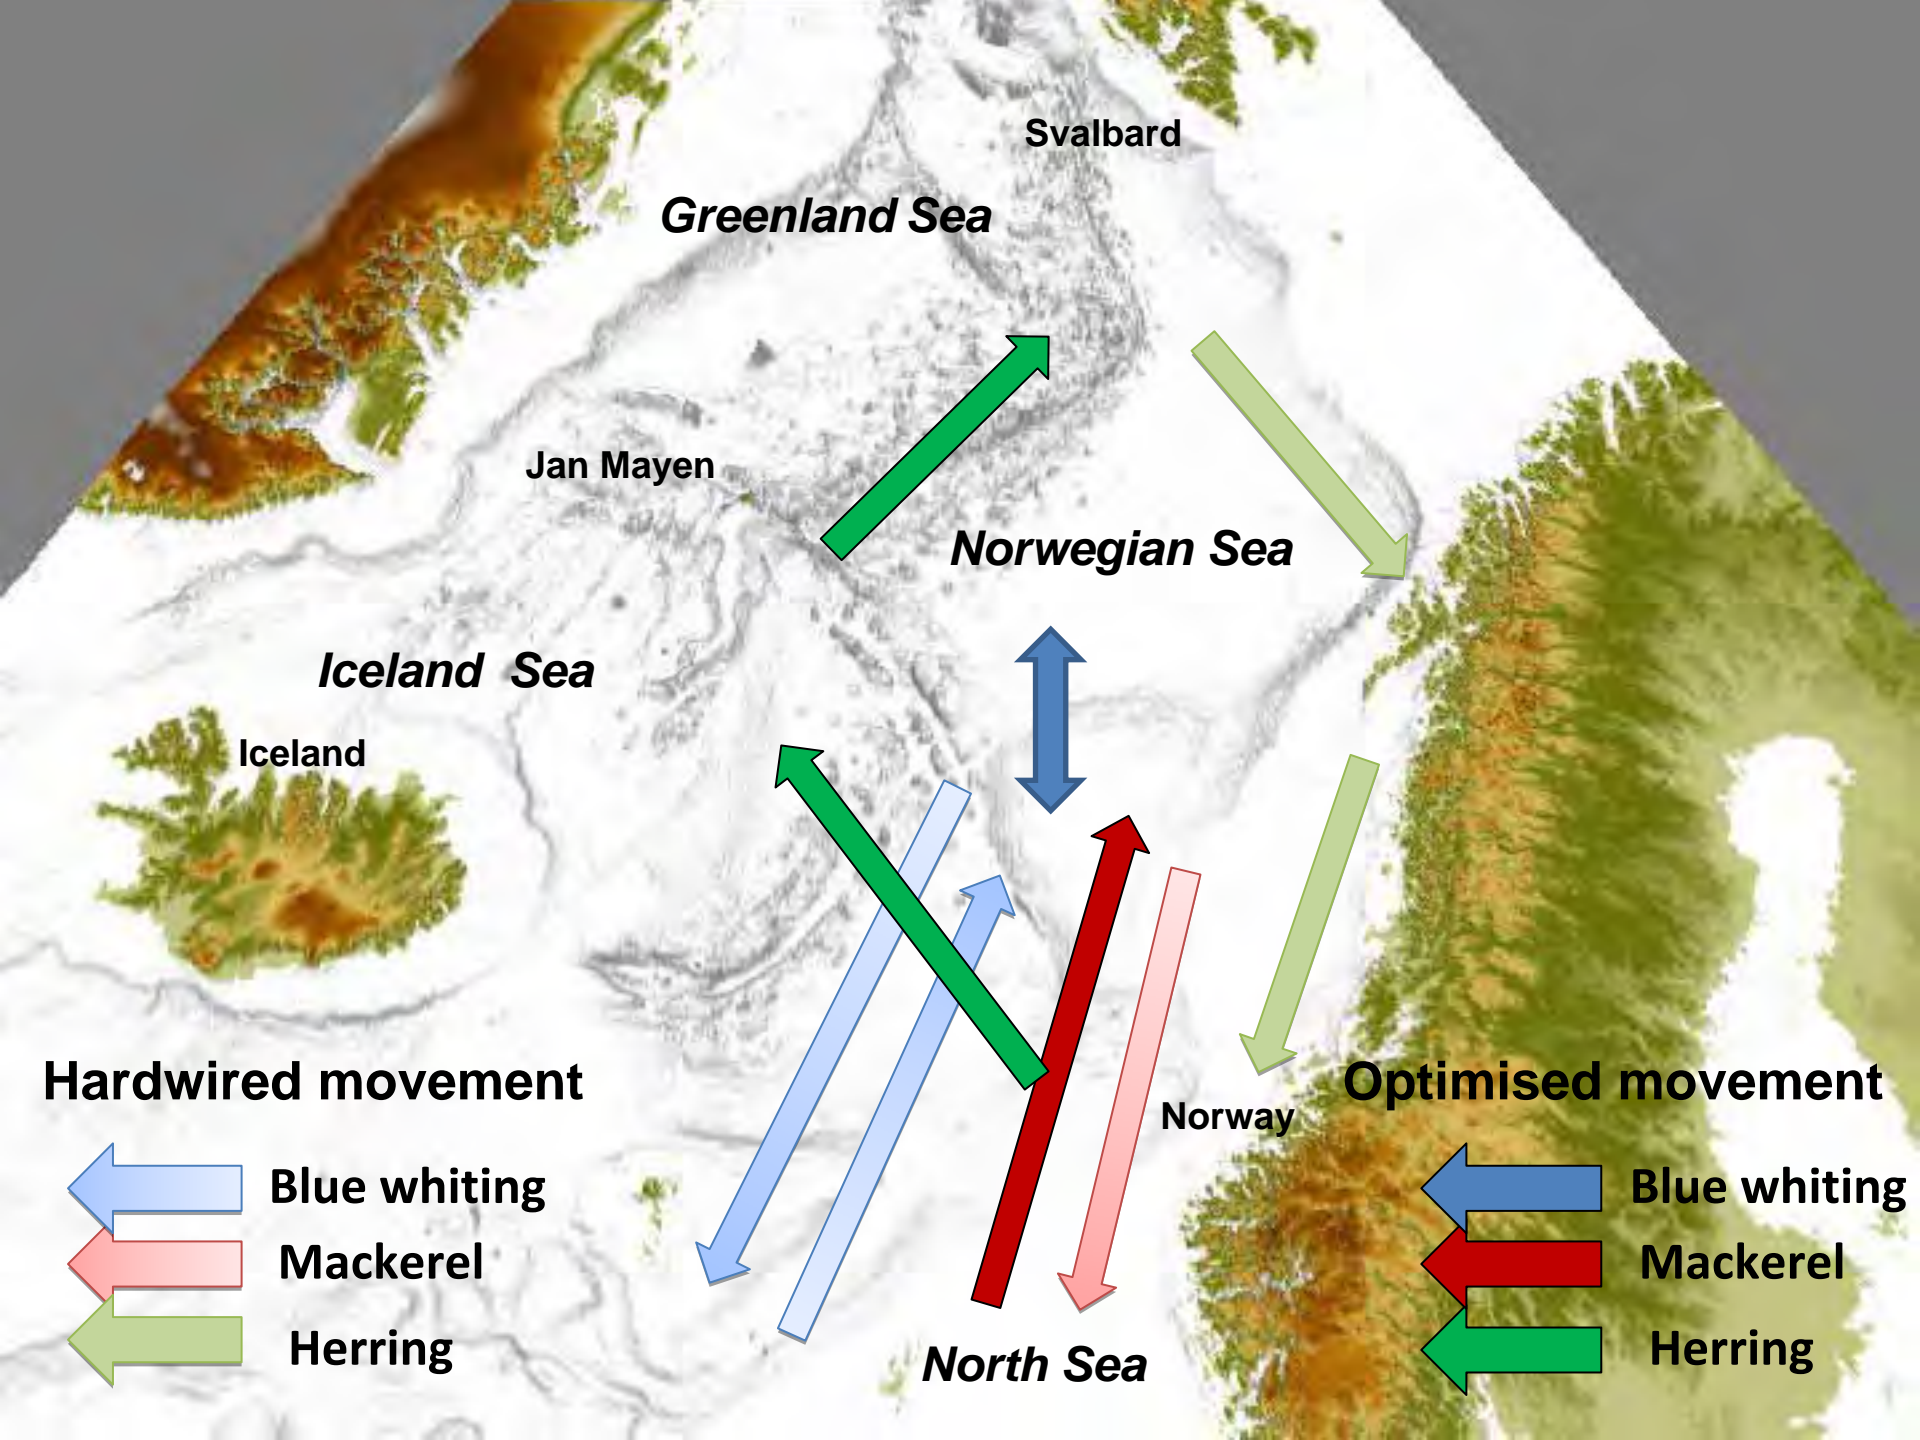 Svalbard
Greenland Sea
Jan Mayen
Norwegian Sea
Iceland Sea
Iceland
Hardwired movement
Optimised movement
Norway
Blue whiting
Blue whiting
Mackerel
Mackerel
Herring
Herring
North Sea